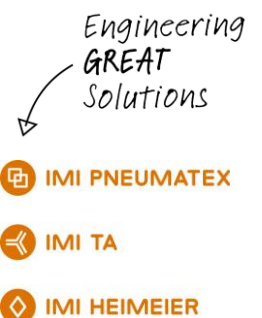 Engineering
GREAT
Solutions
IMI PNEUMATEX
IMI TA
IMI HEIMEIER